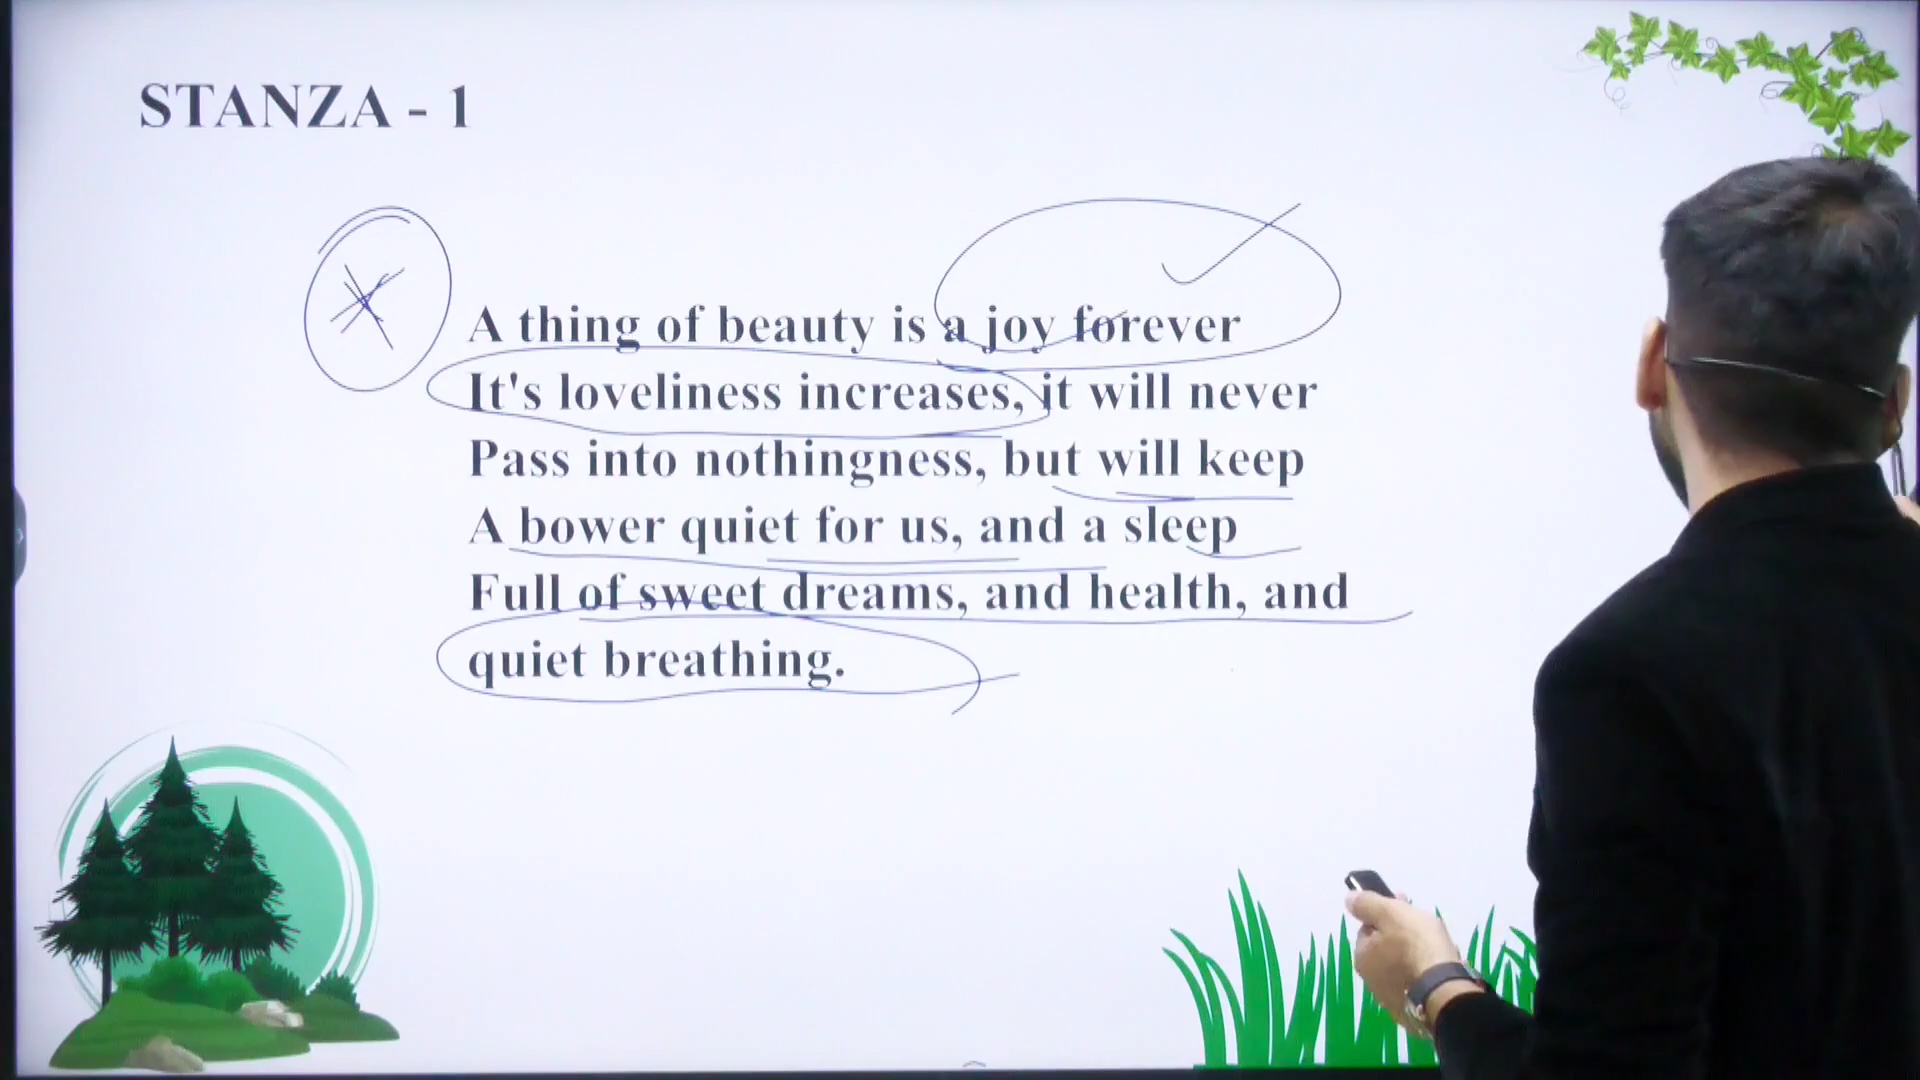 STANZA - 1
A thing of beauty is a joy forever
It's loveliness increases, it will never
Pass into nothingness, but will keep
A bower quiet for us, and a sleep
Full of sweet dreams, and health, and
quiet breathing.